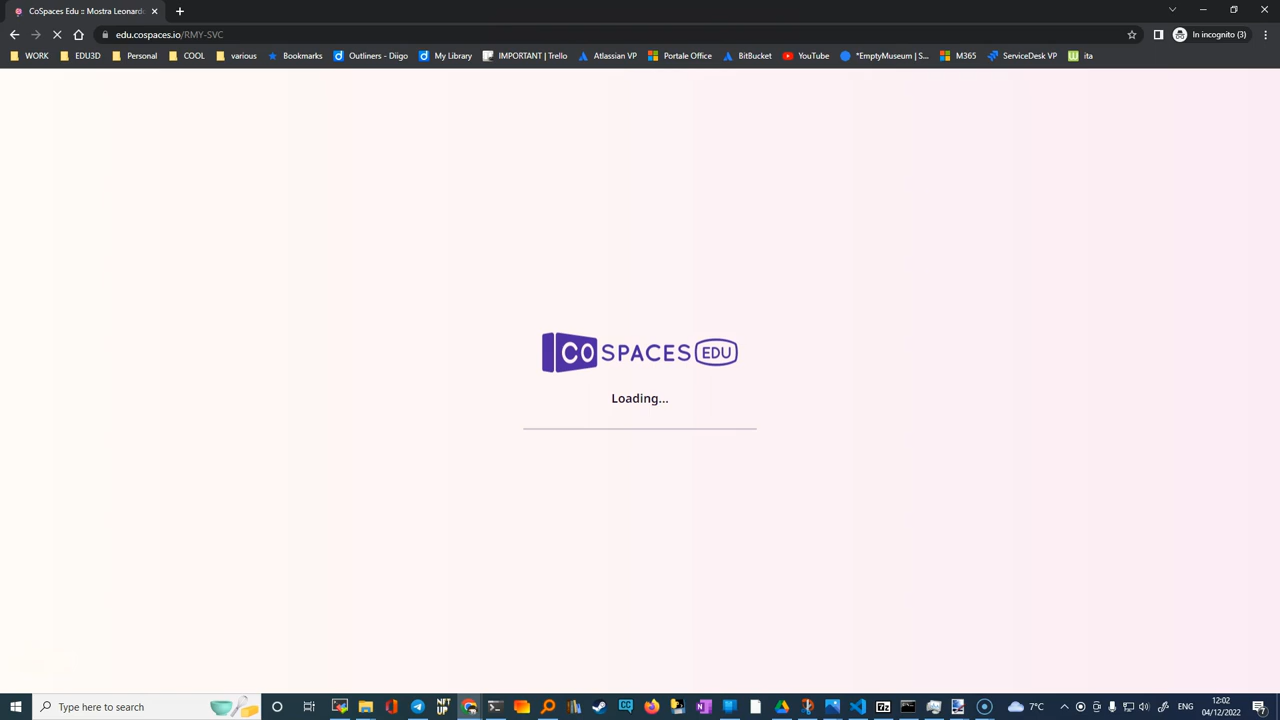 CoSpaces Edu :: Mostra Leonard
edu.cospaces.io/RMY-SVC
In incognito (3)
WORK
EDU3D
Personal
COOL
various
Bookmarks
Outliners - Diigo
My Library
IMPORTANT | Trello
Atlassian VP
Portale Office
BitBucket
YouTube
*EmptyMuseum | S...
M365
ServiceDesk VP
ita
CO SPACES EDU
Loading...
Type here to search
NFT
UP
7°C
ENG
12:02
04/12/2022